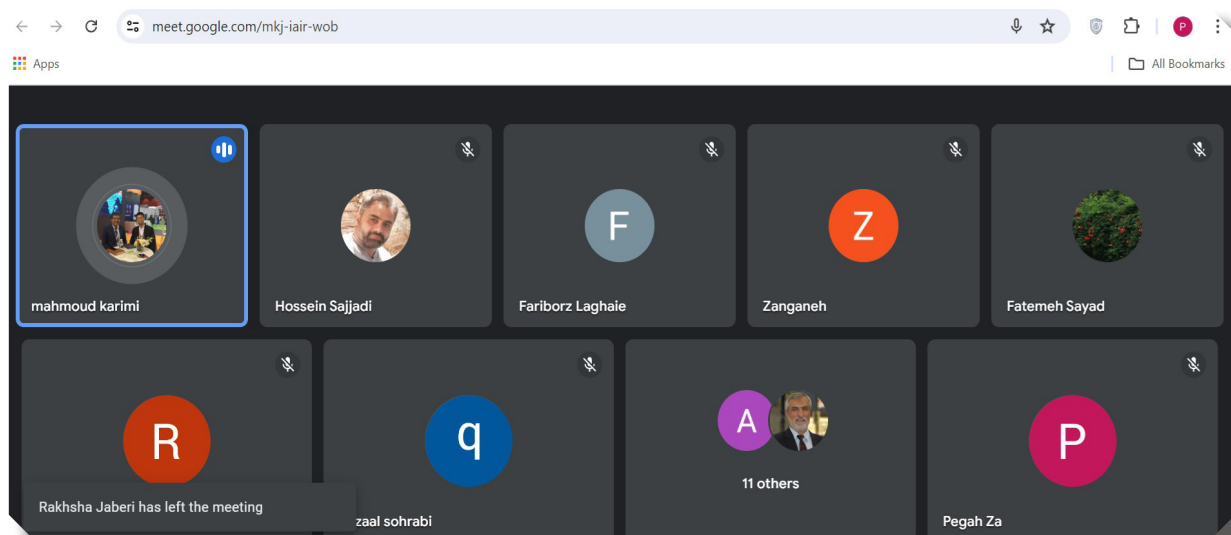 meet.google.com/mkj-iair-wob
P
Apps
All Bookmarks
mahmoud karimi
Hossein Sajjadi
F
Fariborz Laghaie
Z
Zanganeh
Fatemeh Sayad
R
Rakhsha Jaberi has left the meeting
q
zaal sohrabi
A
11 others
P
Pegah Za